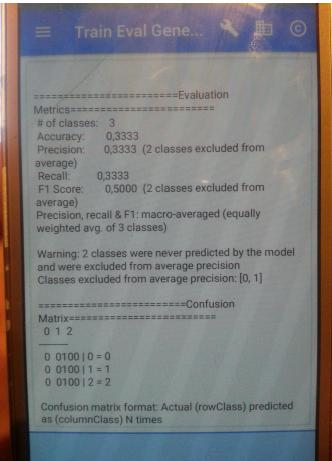 Train Eval Gene...
========================Evaluation
Metrics========================
# of classes: 3
Accuracy: 0,3333
Precision: 0,3333 (2 classes excluded from
average)
Recall: 0,3333
F1 Score: 0,5000 (2 classes excluded from
average)
Precision, recall & F1: macro-averaged (equally
weighted avg. of 3 classes)
Warning: 2 classes were never predicted by the model
and were excluded from average precision
Classes excluded from average precision: [0, 1]
=========================Confusion
Matrix=========================
0 1 2
----------
0 0100 | 0 = 0
0 0100 | 1 = 1
0 0100 | 2 = 2
Confusion matrix format: Actual (rowClass) predicted
as (columnClass) N times